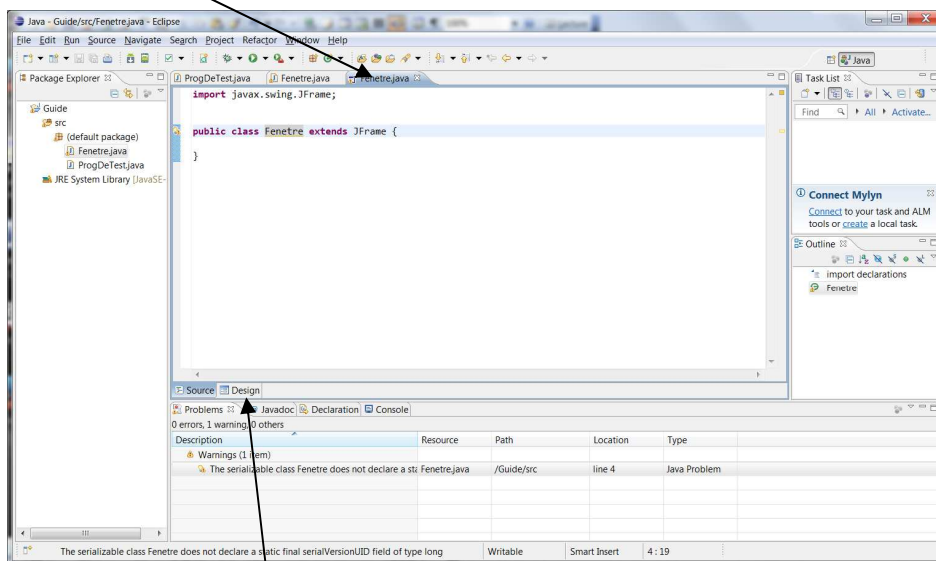 Java - Guide/src/Fenetre.java - Eclipse
File Edit Run Source Navigate Search Project Refactor Window Help
Java
Package Explorer
Guide
src
(default package)
Fenetre.java
ProgDeTest.java
JRE System Library [JavaSE-
ProgDeTest.java Fenetre.java Fenetre.java
import javax.swing.JFrame;
public class Fenetre extends JFrame {
}
Source Design
Task List
Find All Activate...
Connect Mylyn
Connect to your task and ALM
tools or create a local task.
Outline
import declarations
Fenetre
Problems Javadoc Declaration Console
0 errors, 1 warning, 0 others
Description Resource Path Location Type
Warnings (1 item)
The serializable class Fenetre does not declare a sta Fenetre.java /Guide/src line 4 Java Problem
The serializable class Fenetre does not declare a static final serialVersionUID field of type long Writable Smart Insert 4 : 19